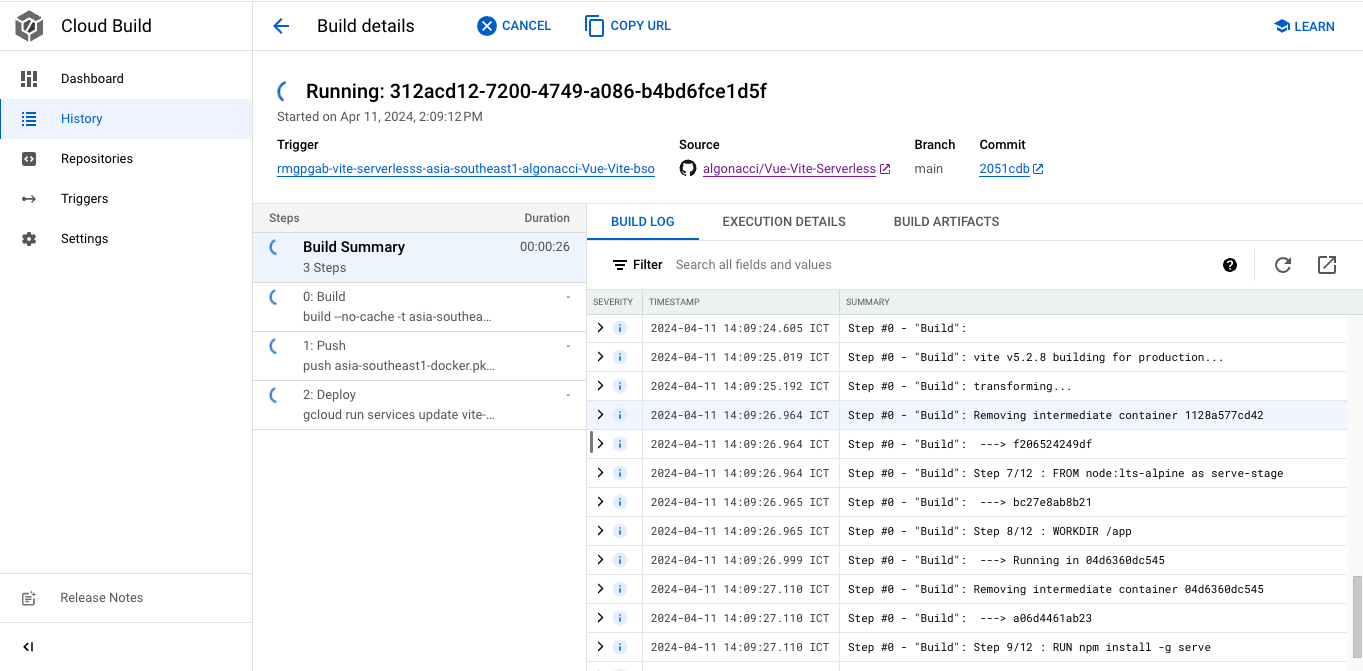 Cloud Build
Build details
CANCEL
COPY URL
LEARN
Dashboard
History
Repositories
Triggers
Settings
Release Notes
Running: 312acd12-7200-4749-a086-b4bd6fce1d5f
Started on Apr 11, 2024, 2:09:12 PM
Trigger
rmgpgab-vite-serverlesss-asia-southeast1-algonacci-Vue-Vite-bso
Source
algonacci/Vue-Vite-Serverless
Branch
main
Commit
2051cdb
Steps Duration
Build Summary 00:00:26
3 Steps
0: Build -
build --no-cache -t asia-southea...
1: Push -
push asia-southeast1-docker.pk...
2: Deploy -
gcloud run services update vite-...
BUILD LOG EXECUTION DETAILS BUILD ARTIFACTS
Filter Search all fields and values
SEVERITY TIMESTAMP SUMMARY
2024-04-11 14:09:24.605 ICT Step #0 - "Build":
2024-04-11 14:09:25.019 ICT Step #0 - "Build": vite v5.2.8 building for production...
2024-04-11 14:09:25.192 ICT Step #0 - "Build": transforming...
2024-04-11 14:09:26.964 ICT Step #0 - "Build": Removing intermediate container 1128a577cd42
2024-04-11 14:09:26.964 ICT Step #0 - "Build":  ---> f206524249df
2024-04-11 14:09:26.964 ICT Step #0 - "Build": Step 7/12 : FROM node:lts-alpine as serve-stage
2024-04-11 14:09:26.965 ICT Step #0 - "Build":  ---> bc27e8ab8b21
2024-04-11 14:09:26.965 ICT Step #0 - "Build": Step 8/12 : WORKDIR /app
2024-04-11 14:09:26.999 ICT Step #0 - "Build":  ---> Running in 04d6360dc545
2024-04-11 14:09:27.110 ICT Step #0 - "Build": Removing intermediate container 04d6360dc545
2024-04-11 14:09:27.110 ICT Step #0 - "Build":  ---> a06d4461ab23
2024-04-11 14:09:27.110 ICT Step #0 - "Build": Step 9/12 : RUN npm install -g serve